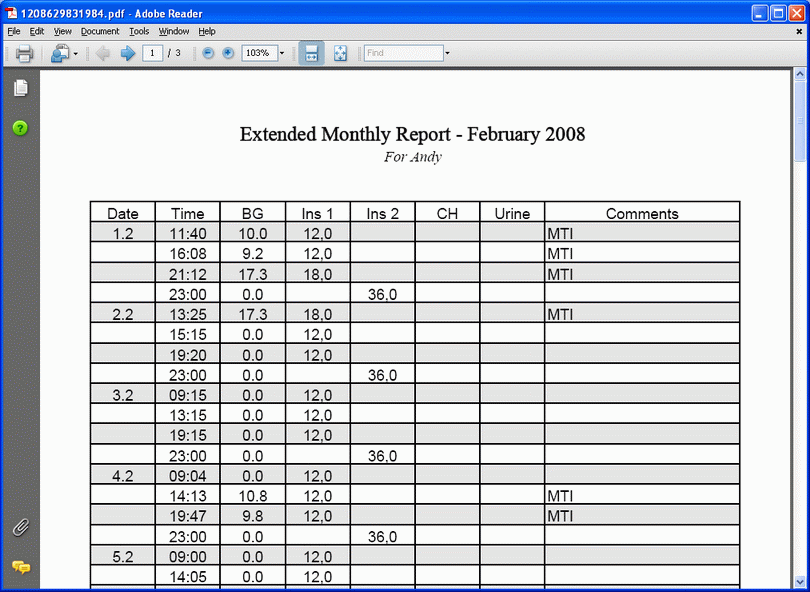 1208629831984.pdf - Adobe Reader
File Edit View Document Tools Window Help
1 / 3 103% Find
Extended Monthly Report - February 2008
For Andy
Date Time BG Ins 1 Ins 2 CH Urine Comments
1.2 11:40 10.0 12,0 MTI
16:08 9.2 12,0 MTI
21:12 17.3 18,0 MTI
23:00 0.0 36,0
2.2 13:25 17.3 18,0 MTI
15:15 0.0 12,0
19:20 0.0 12,0
23:00 0.0 36,0
3.2 09:15 0.0 12,0
13:15 0.0 12,0
19:15 0.0 12,0
23:00 0.0 36,0
4.2 09:04 0.0 12,0
14:13 10.8 12,0 MTI
19:47 9.8 12,0 MTI
23:00 0.0 36,0
5.2 09:00 0.0 12,0
14:05 0.0 12,0